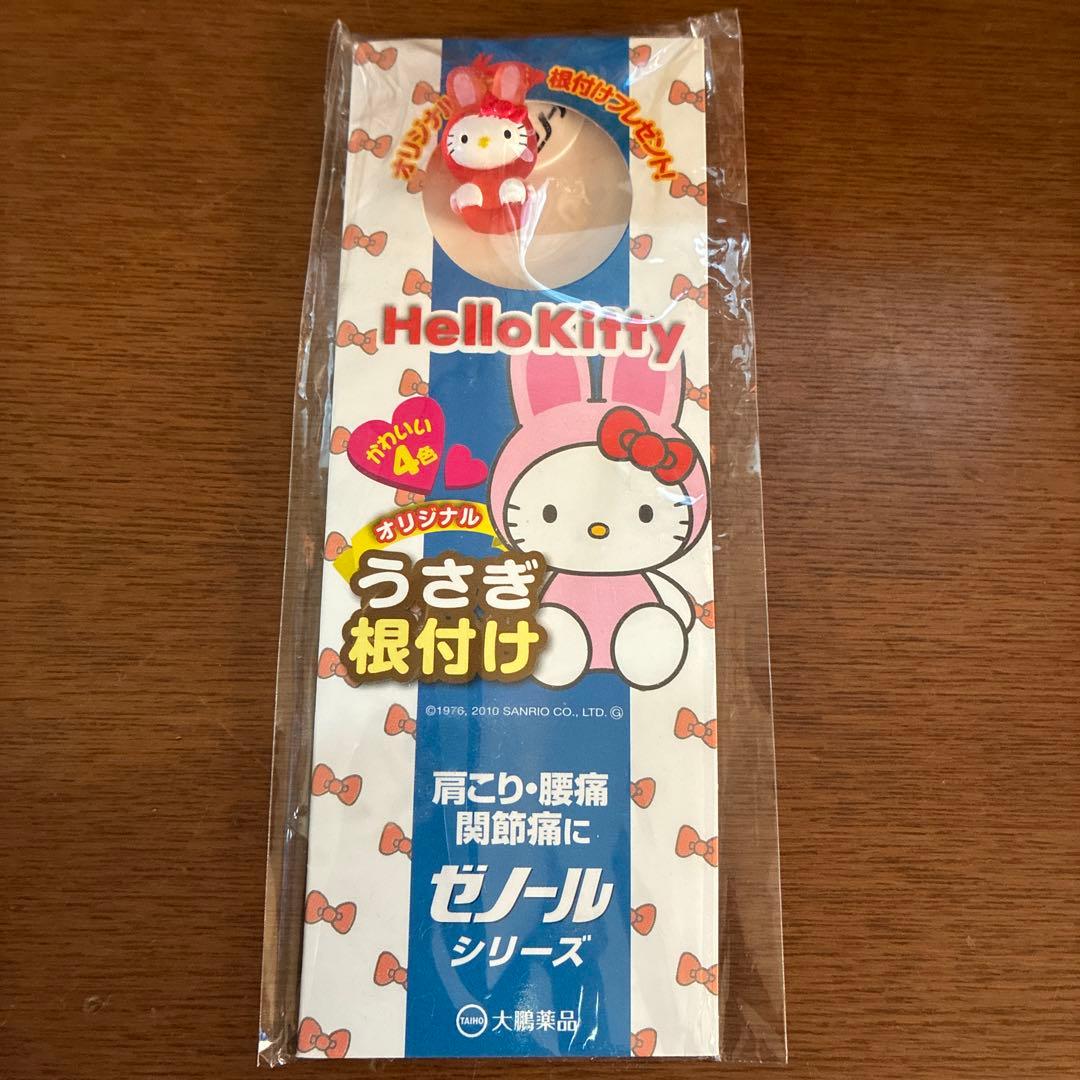 オリジナル
根付けプレゼント!
HelloKitty
かわいい
4色
オリジナル
うさぎ
根付け
©1976, 2010 SANRIO CO., LTD. Ⓖ
肩こり・腰痛
関節痛に
ゼノール
シリーズ
TAIHO 大鵬薬品